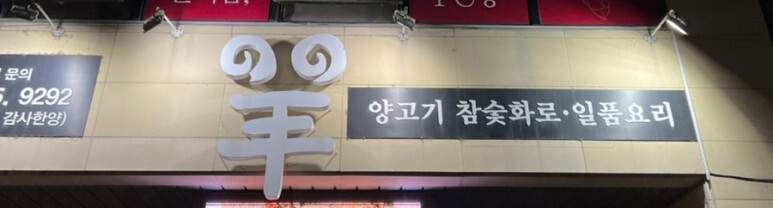 문의
5. 9292
감사한양)
羊
양고기 참숯화로·일품요리